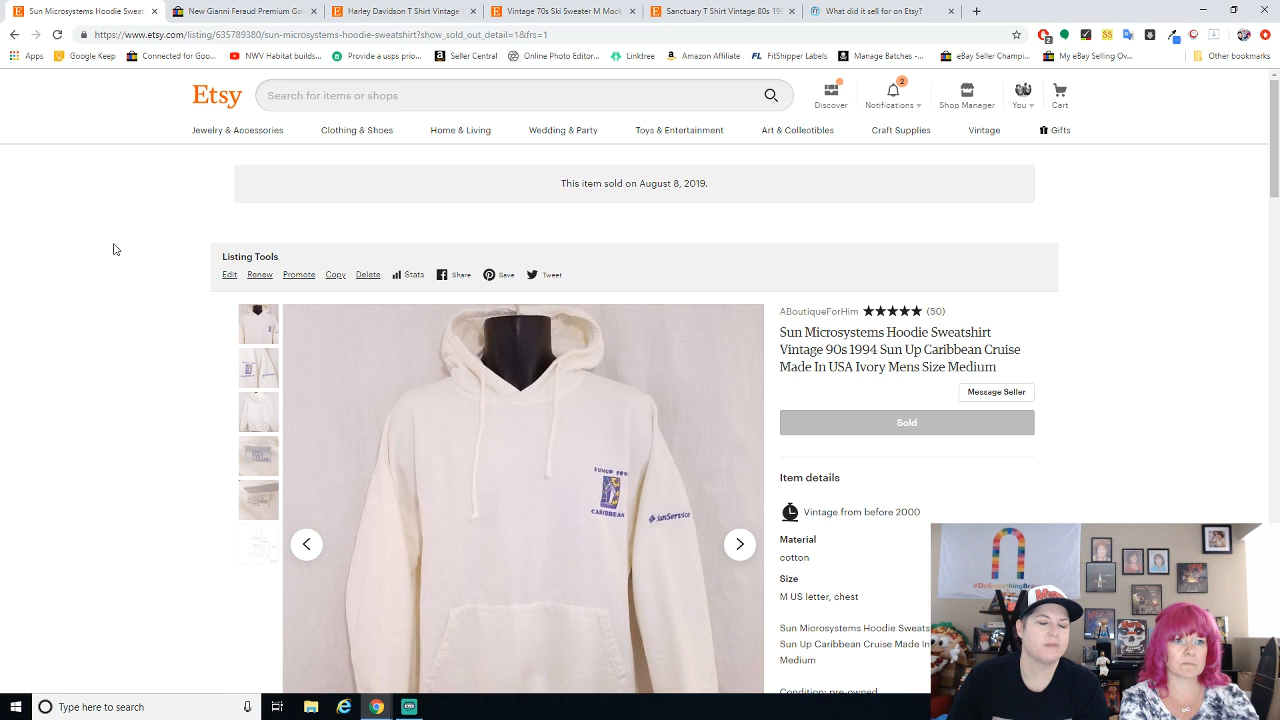 Sun Microsystems Hoodie Sweat
New Gianni Feraud Premium Go
Harley Davidson T Shirt Vintage
Vintage 70s Ski Sweater M Mock
Sanctuary T Shirt Vintage 80s 19
What did it sell for on Etsy?
https://www.etsy.com/listing/635789380/sun-microsystems-hoodie-sweatshirt?show_sold_out_detail=1&frs=1
Apps
Google Keep
Connected for Goo...
NWV Habitat builds...
Hide a usps prio...
Seller Central
Online Photo Editor...
Linktree
Amazon Affiliate
FitShipper Labels
Manage Batches -...
eBay Seller Champi...
My eBay Selling Ov...
Other bookmarks
Etsy
Search for items or shops
Discover
2
Notifications
Shop Manager
You
Cart
Jewelry & Accessories
Clothing & Shoes
Home & Living
Wedding & Party
Toys & Entertainment
Art & Collectibles
Craft Supplies
Vintage
Gifts
This item sold on August 8, 2019.
Listing Tools
Edit
Renew
Promote
Copy
Delete
Stats
Share
Save
Tweet
ABoutiqueForHim ★★★★★ (50)
Sun Microsystems Hoodie Sweatshirt
Vintage 90s 1994 Sun Up Caribbean Cruise
Made In USA Ivory Mens Size Medium
Message Seller
Sold
Item details
Vintage from before 2000
Material
cotton
Size
M US letter, chest
Sun Microsystems Hoodie Sweats
Sun Up Caribbean Cruise Made In
Medium
Condition: pre-owned
CARIBBEAN
SunService
Type here to search